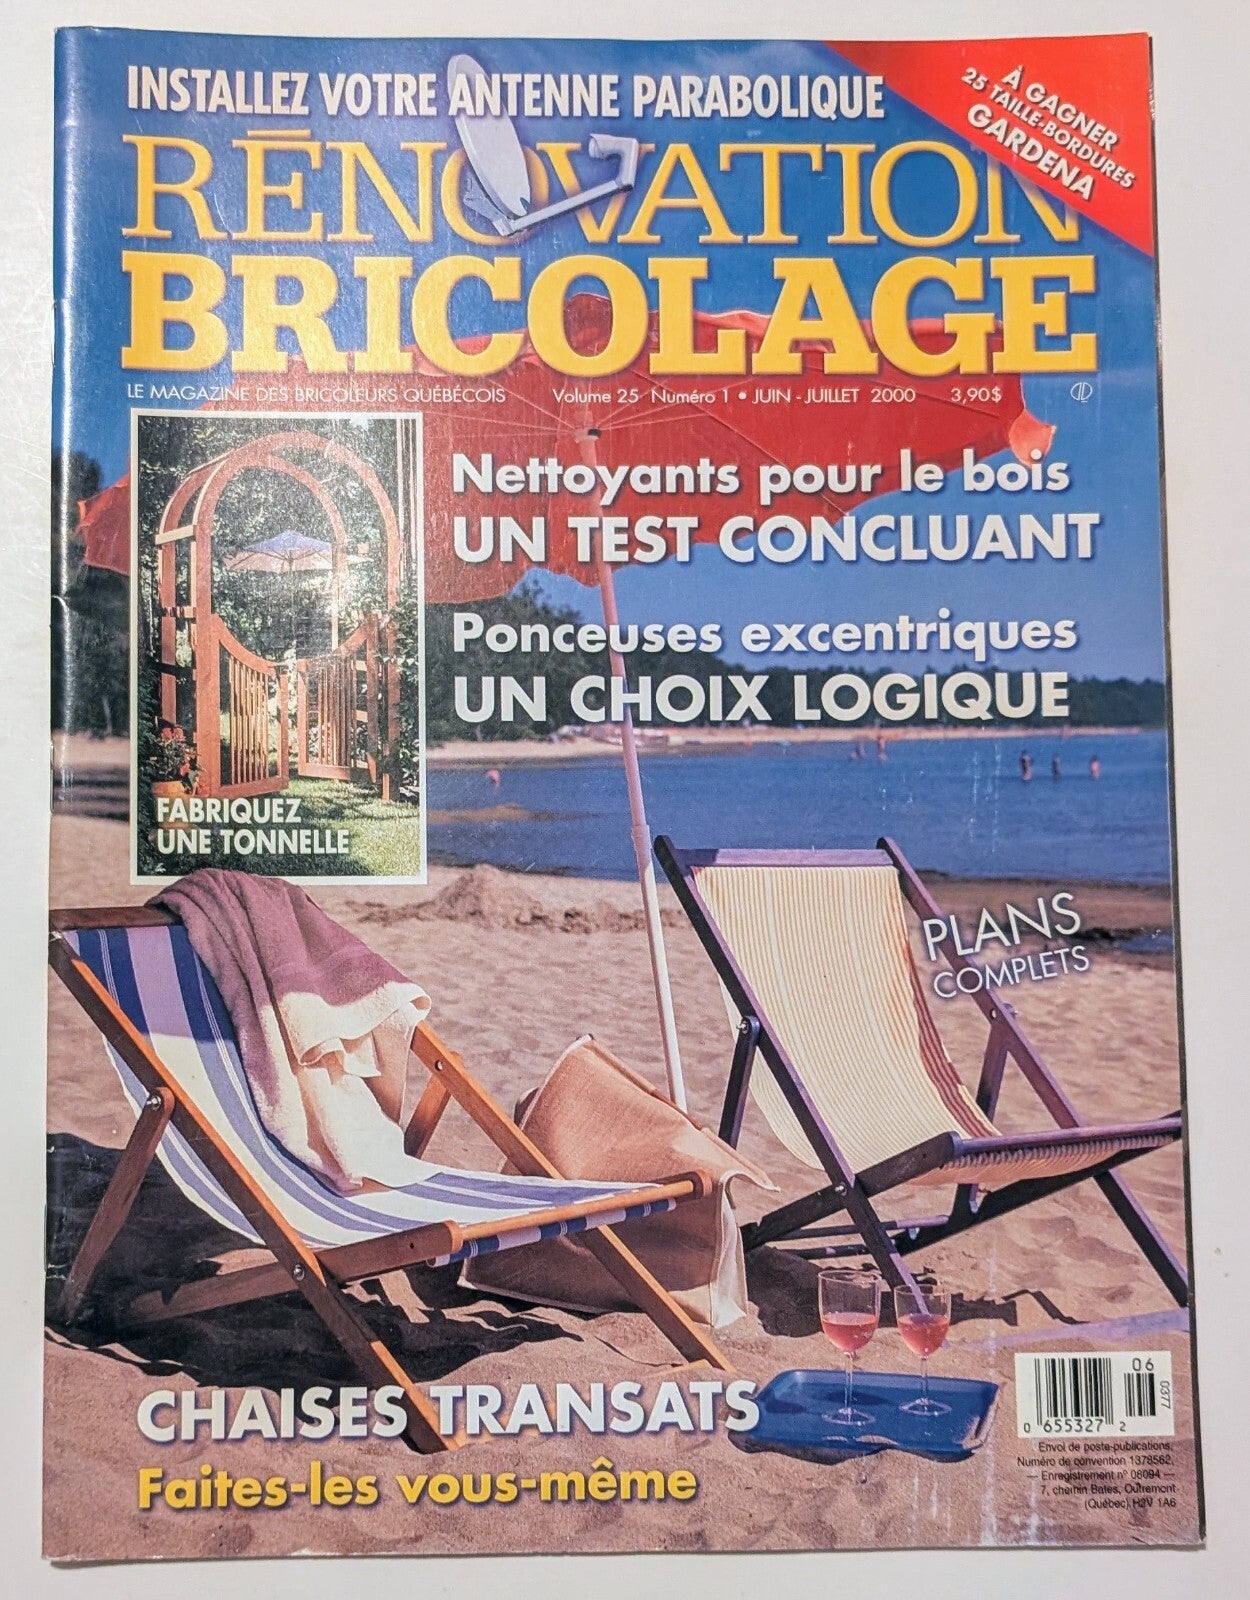 INSTALLEZ VOTRE ANTENNE PARABOLIQUE
À GAGNER
25 TAILLE-BORDURES
GARDENA
RÉNOVATION
BRICOLAGE
LE MAGAZINE DES BRICOLEURS QUÉBÉCOIS Volume 25 Numéro 1 • JUIN - JUILLET 2000 3,90$
Nettoyants pour le bois
UN TEST CONCLUANT
Ponceuses excentriques
UN CHOIX LOGIQUE
FABRIQUEZ
UNE TONNELLE
PLANS
COMPLETS
CHAISES TRANSATS
Faites-les vous-même
06
0377
0 655327 2
Envoi de poste-publications,
Numéro de convention 1378562,
— Enregistrement n° 08094 —
7, chemin Bates, Outremont
(Québec) H2V 1A6